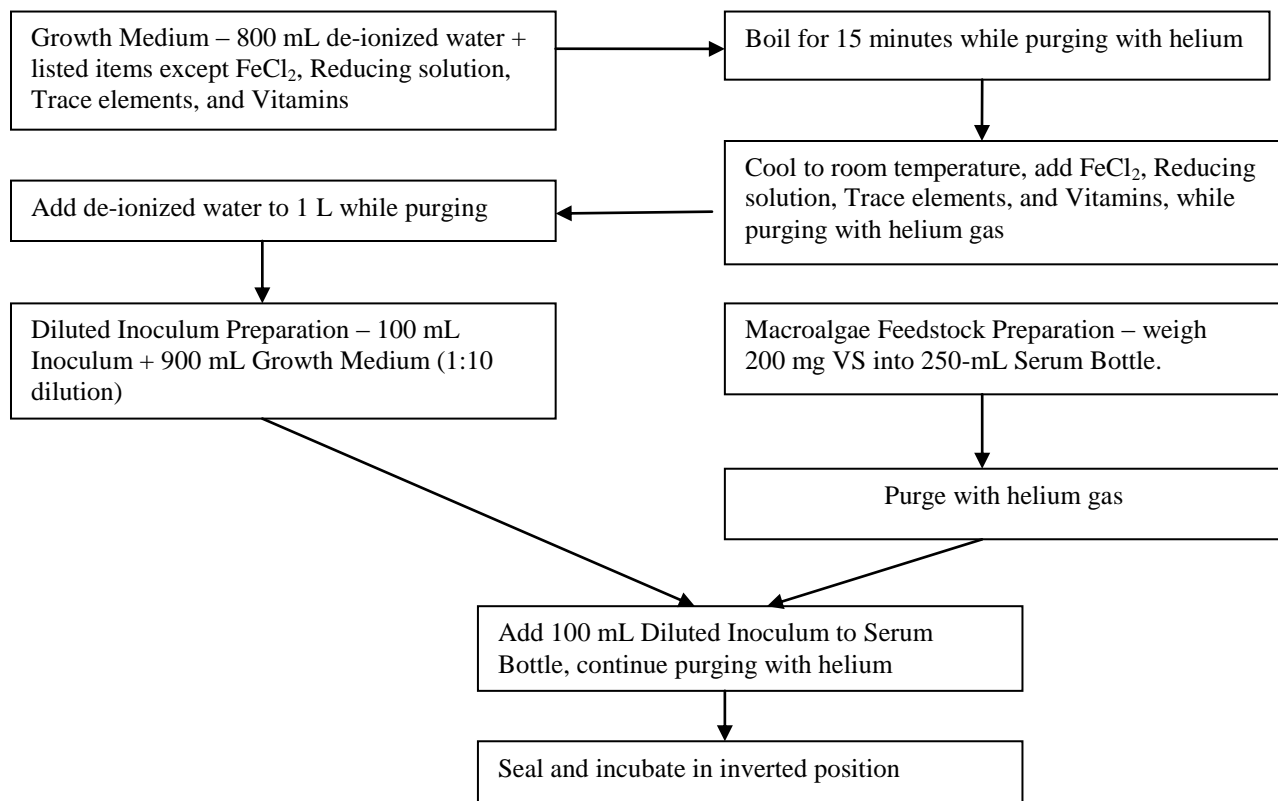 Growth Medium – 800 mL de-ionized water +
listed items except FeCl₂, Reducing solution,
Trace elements, and Vitamins
Boil for 15 minutes while purging with helium
Cool to room temperature, add FeCl₂, Reducing
solution, Trace elements, and Vitamins, while
purging with helium gas
Add de-ionized water to 1 L while purging
Diluted Inoculum Preparation – 100 mL
Inoculum + 900 mL Growth Medium (1:10
dilution)
Macroalgae Feedstock Preparation – weigh
200 mg VS into 250-mL Serum Bottle.
Purge with helium gas
Add 100 mL Diluted Inoculum to Serum
Bottle, continue purging with helium
Seal and incubate in inverted position